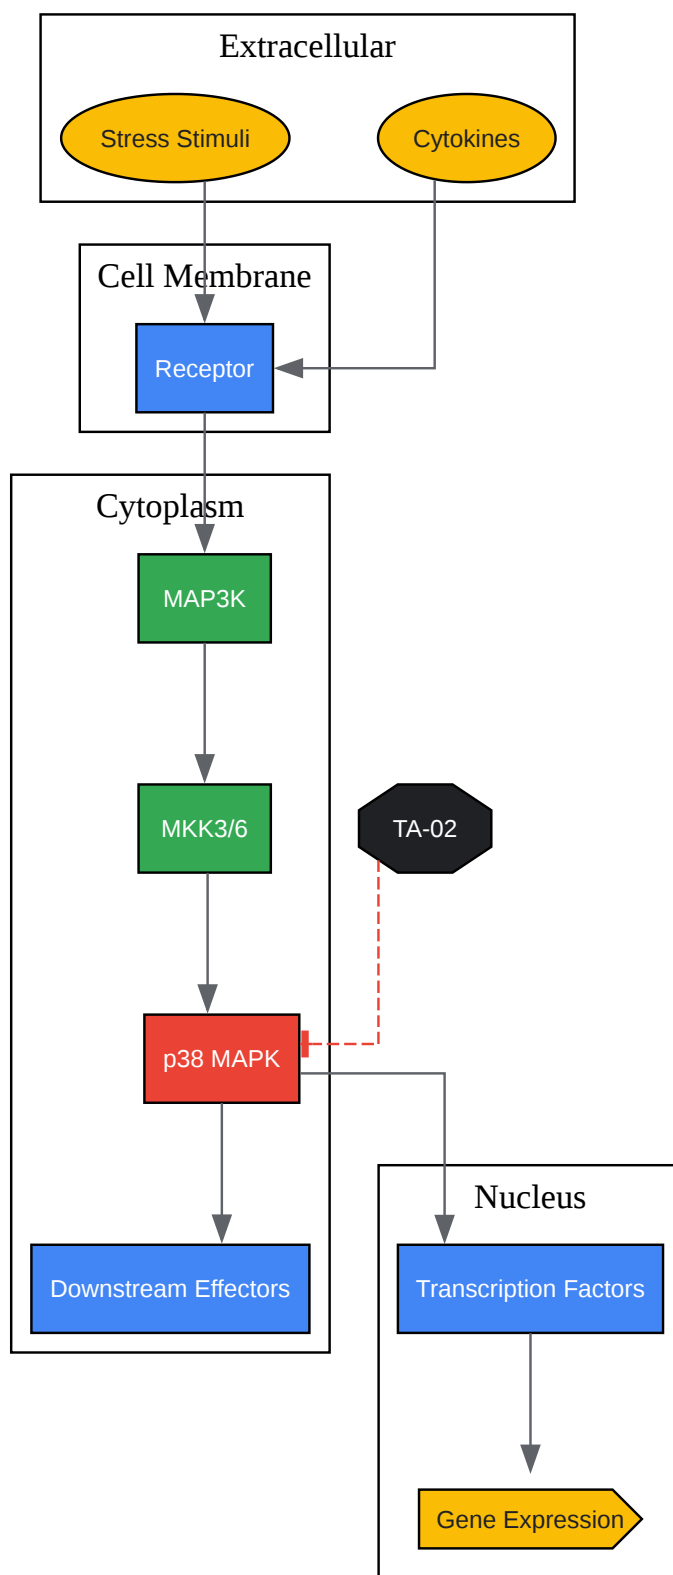 Extracellular
Stress Stimuli
Cytokines
Cell Membrane
Receptor
Cytoplasm
MAP3K
MKK3/6
TA-02
p38 MAPK
Nucleus
Downstream Effectors
Transcription Factors
Gene Expression